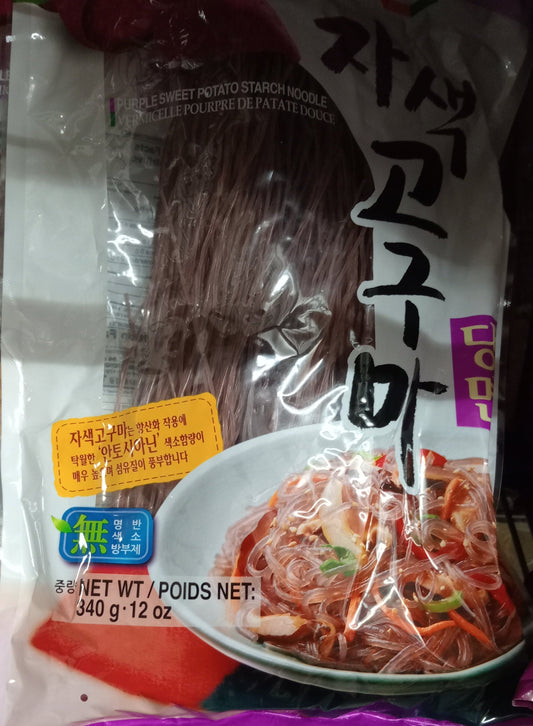 PURPLE SWEET POTATO STARCH NOODLE
VERMICELLE POURPRE DE PATATE DOUCE
자색고구마
당면
자색고구마는 항산화 작용에
탁월한 '안토시아닌' 색소함량이
매우 높으며 섬유질이 풍부합니다
無
명반
색소
방부제
중량 NET WT / POIDS NET:
340 g · 12 oz